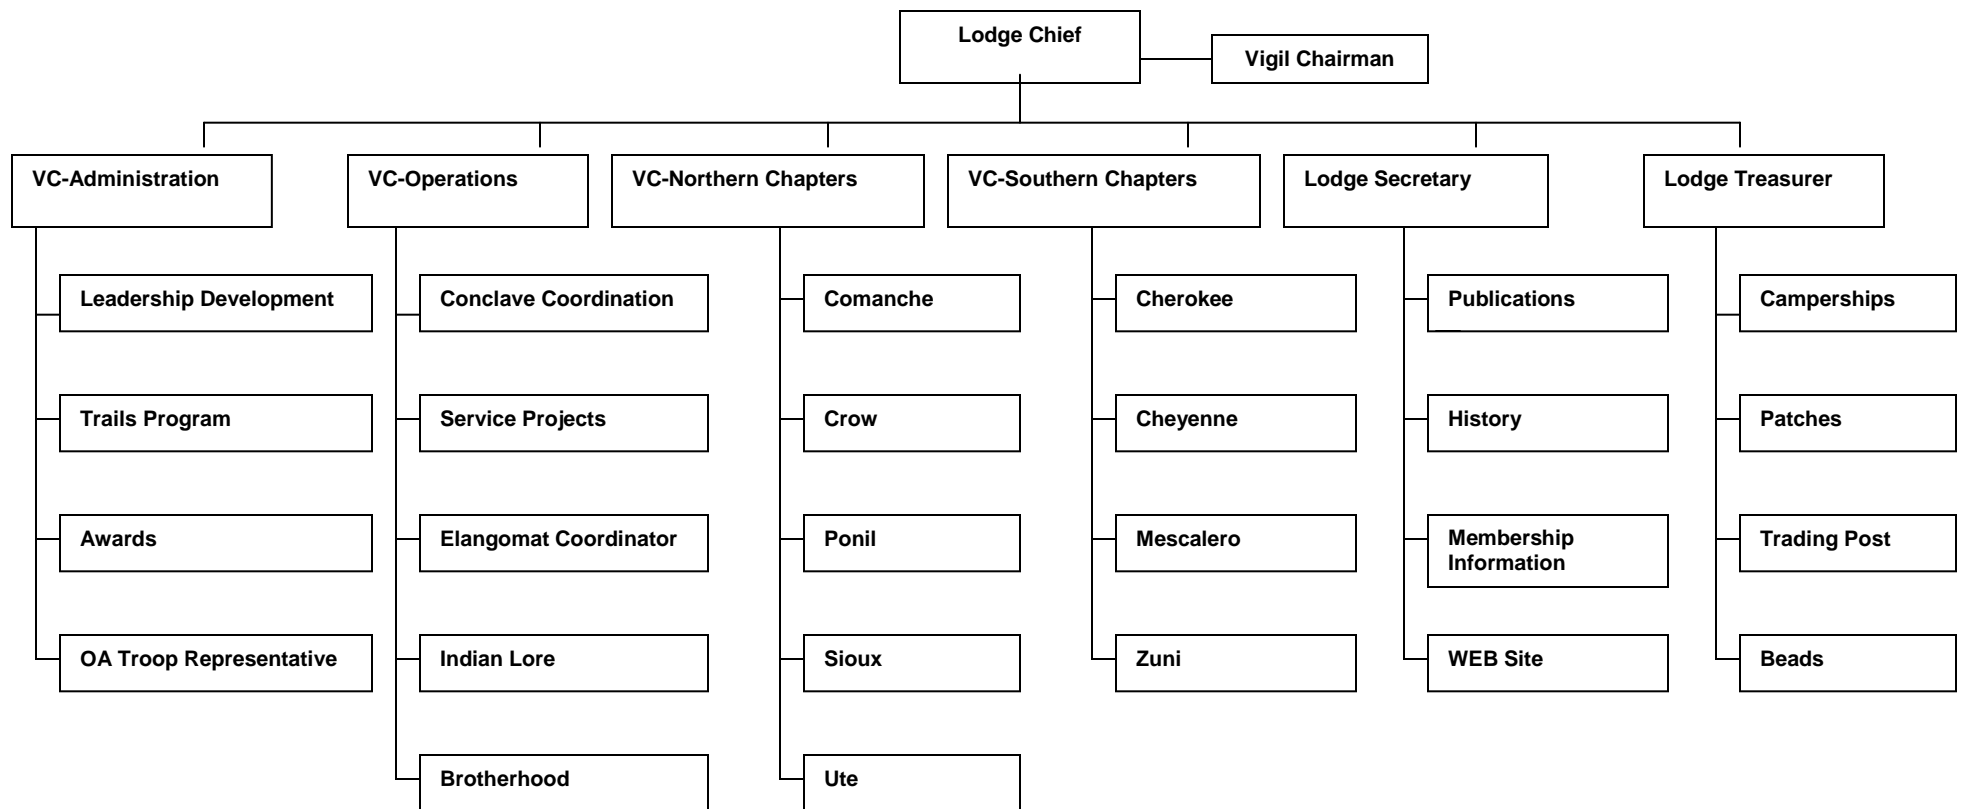 Lodge Chief
Vigil Chairman
VC-Administration
VC-Operations
VC-Northern Chapters
VC-Southern Chapters
Lodge Secretary
Lodge Treasurer
Leadership Development
Conclave Coordination
Comanche
Cherokee
Publications
Camperships
Trails Program
Service Projects
Crow
Cheyenne
History
Patches
Awards
Elangomat Coordinator
Ponil
Mescalero
Membership
Information
Trading Post
OA Troop Representative
Indian Lore
Sioux
Zuni
WEB Site
Beads
Brotherhood
Ute